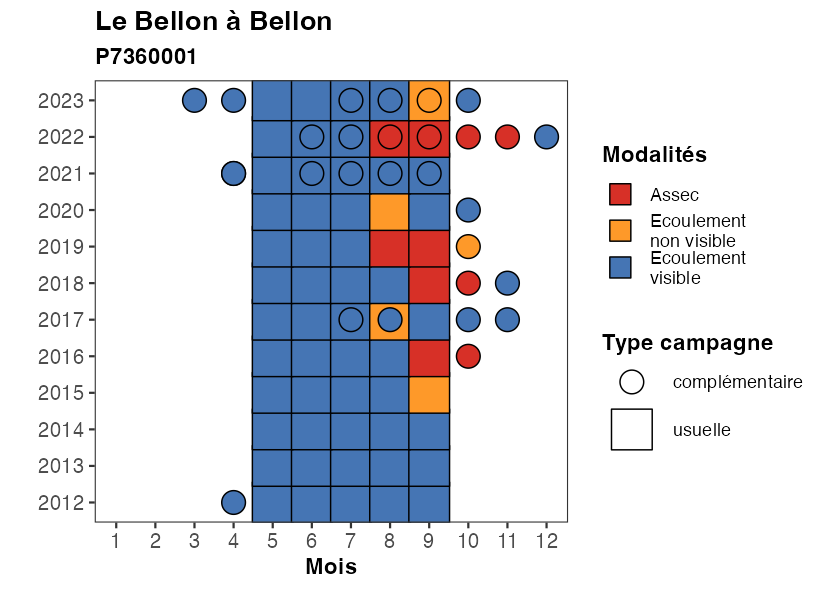 Le Bellon à Bellon
P7360001
2023
2022
2021
2020
2019
2018
2017
2016
2015
2014
2013
2012
1 2 3 4 5 6 7 8 9 10 11 12
Mois
Modalités
Assec
Ecoulement
non visible
Ecoulement
visible
Type campagne
complémentaire
usuelle